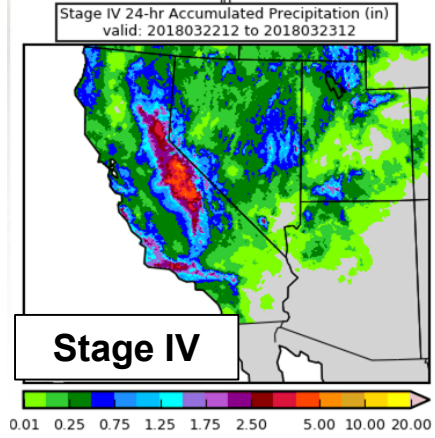 Stage IV 24-hr Accumulated Precipitation (in)
valid: 2018032212 to 2018032312
Stage IV
0.01 0.25 0.75 1.25 1.75 2.50 5.00 10.00 20.00